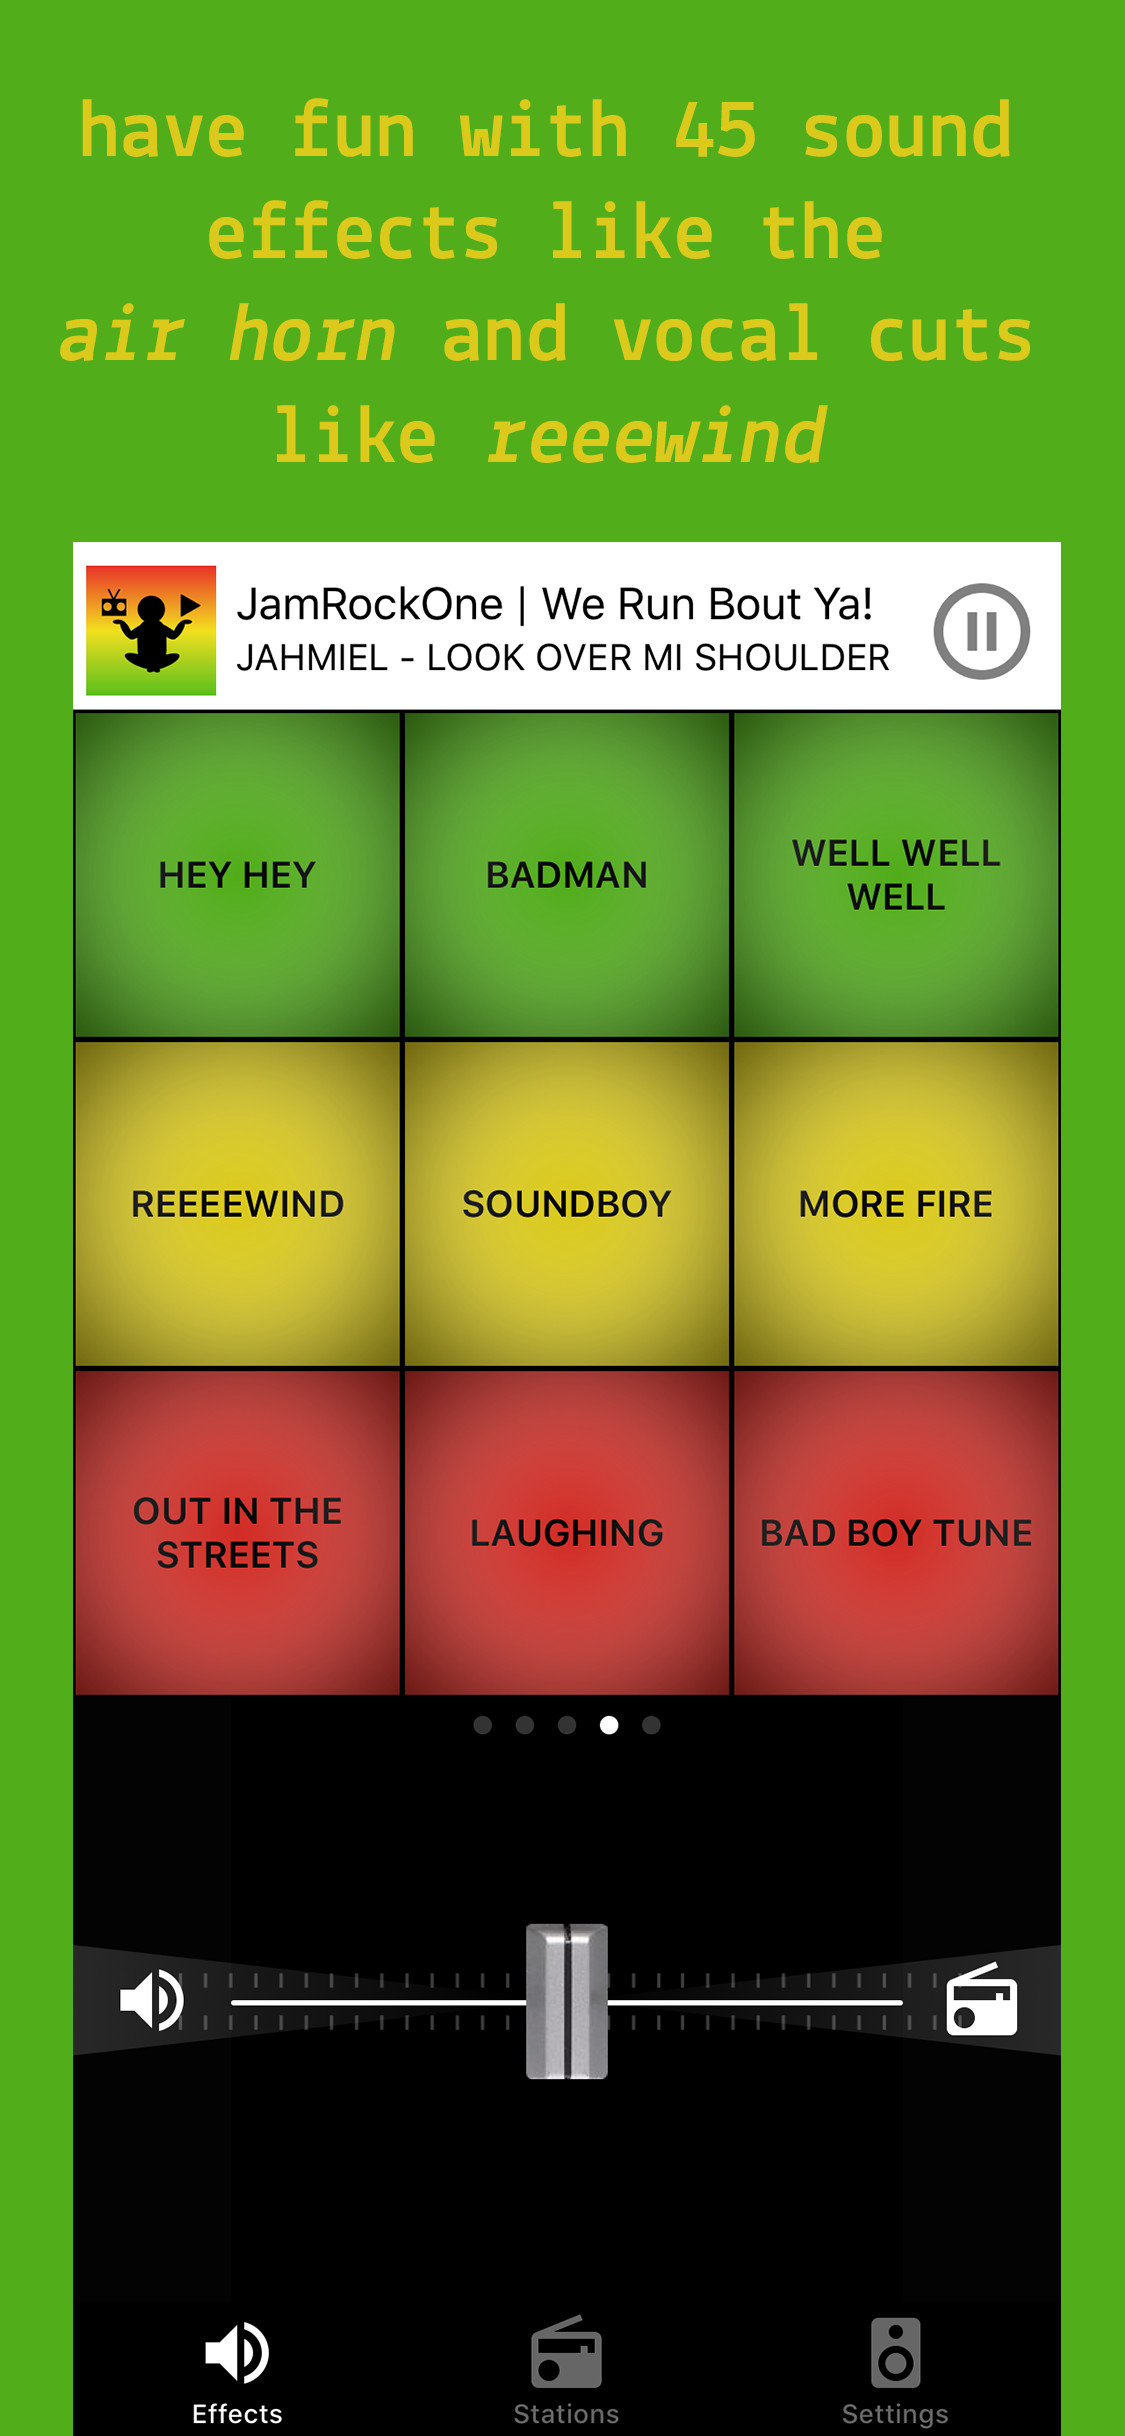 have fun with 45 sound
effects like the
air horn and vocal cuts
like reeewind
JamRockOne | We Run Bout Ya!
JAHMIEL - LOOK OVER MI SHOULDER
HEY HEY
BADMAN
WELL WELL
WELL
REEEEWIND
SOUNDBOY
MORE FIRE
OUT IN THE
STREETS
LAUGHING
BAD BOY TUNE
Effects
Stations
Settings